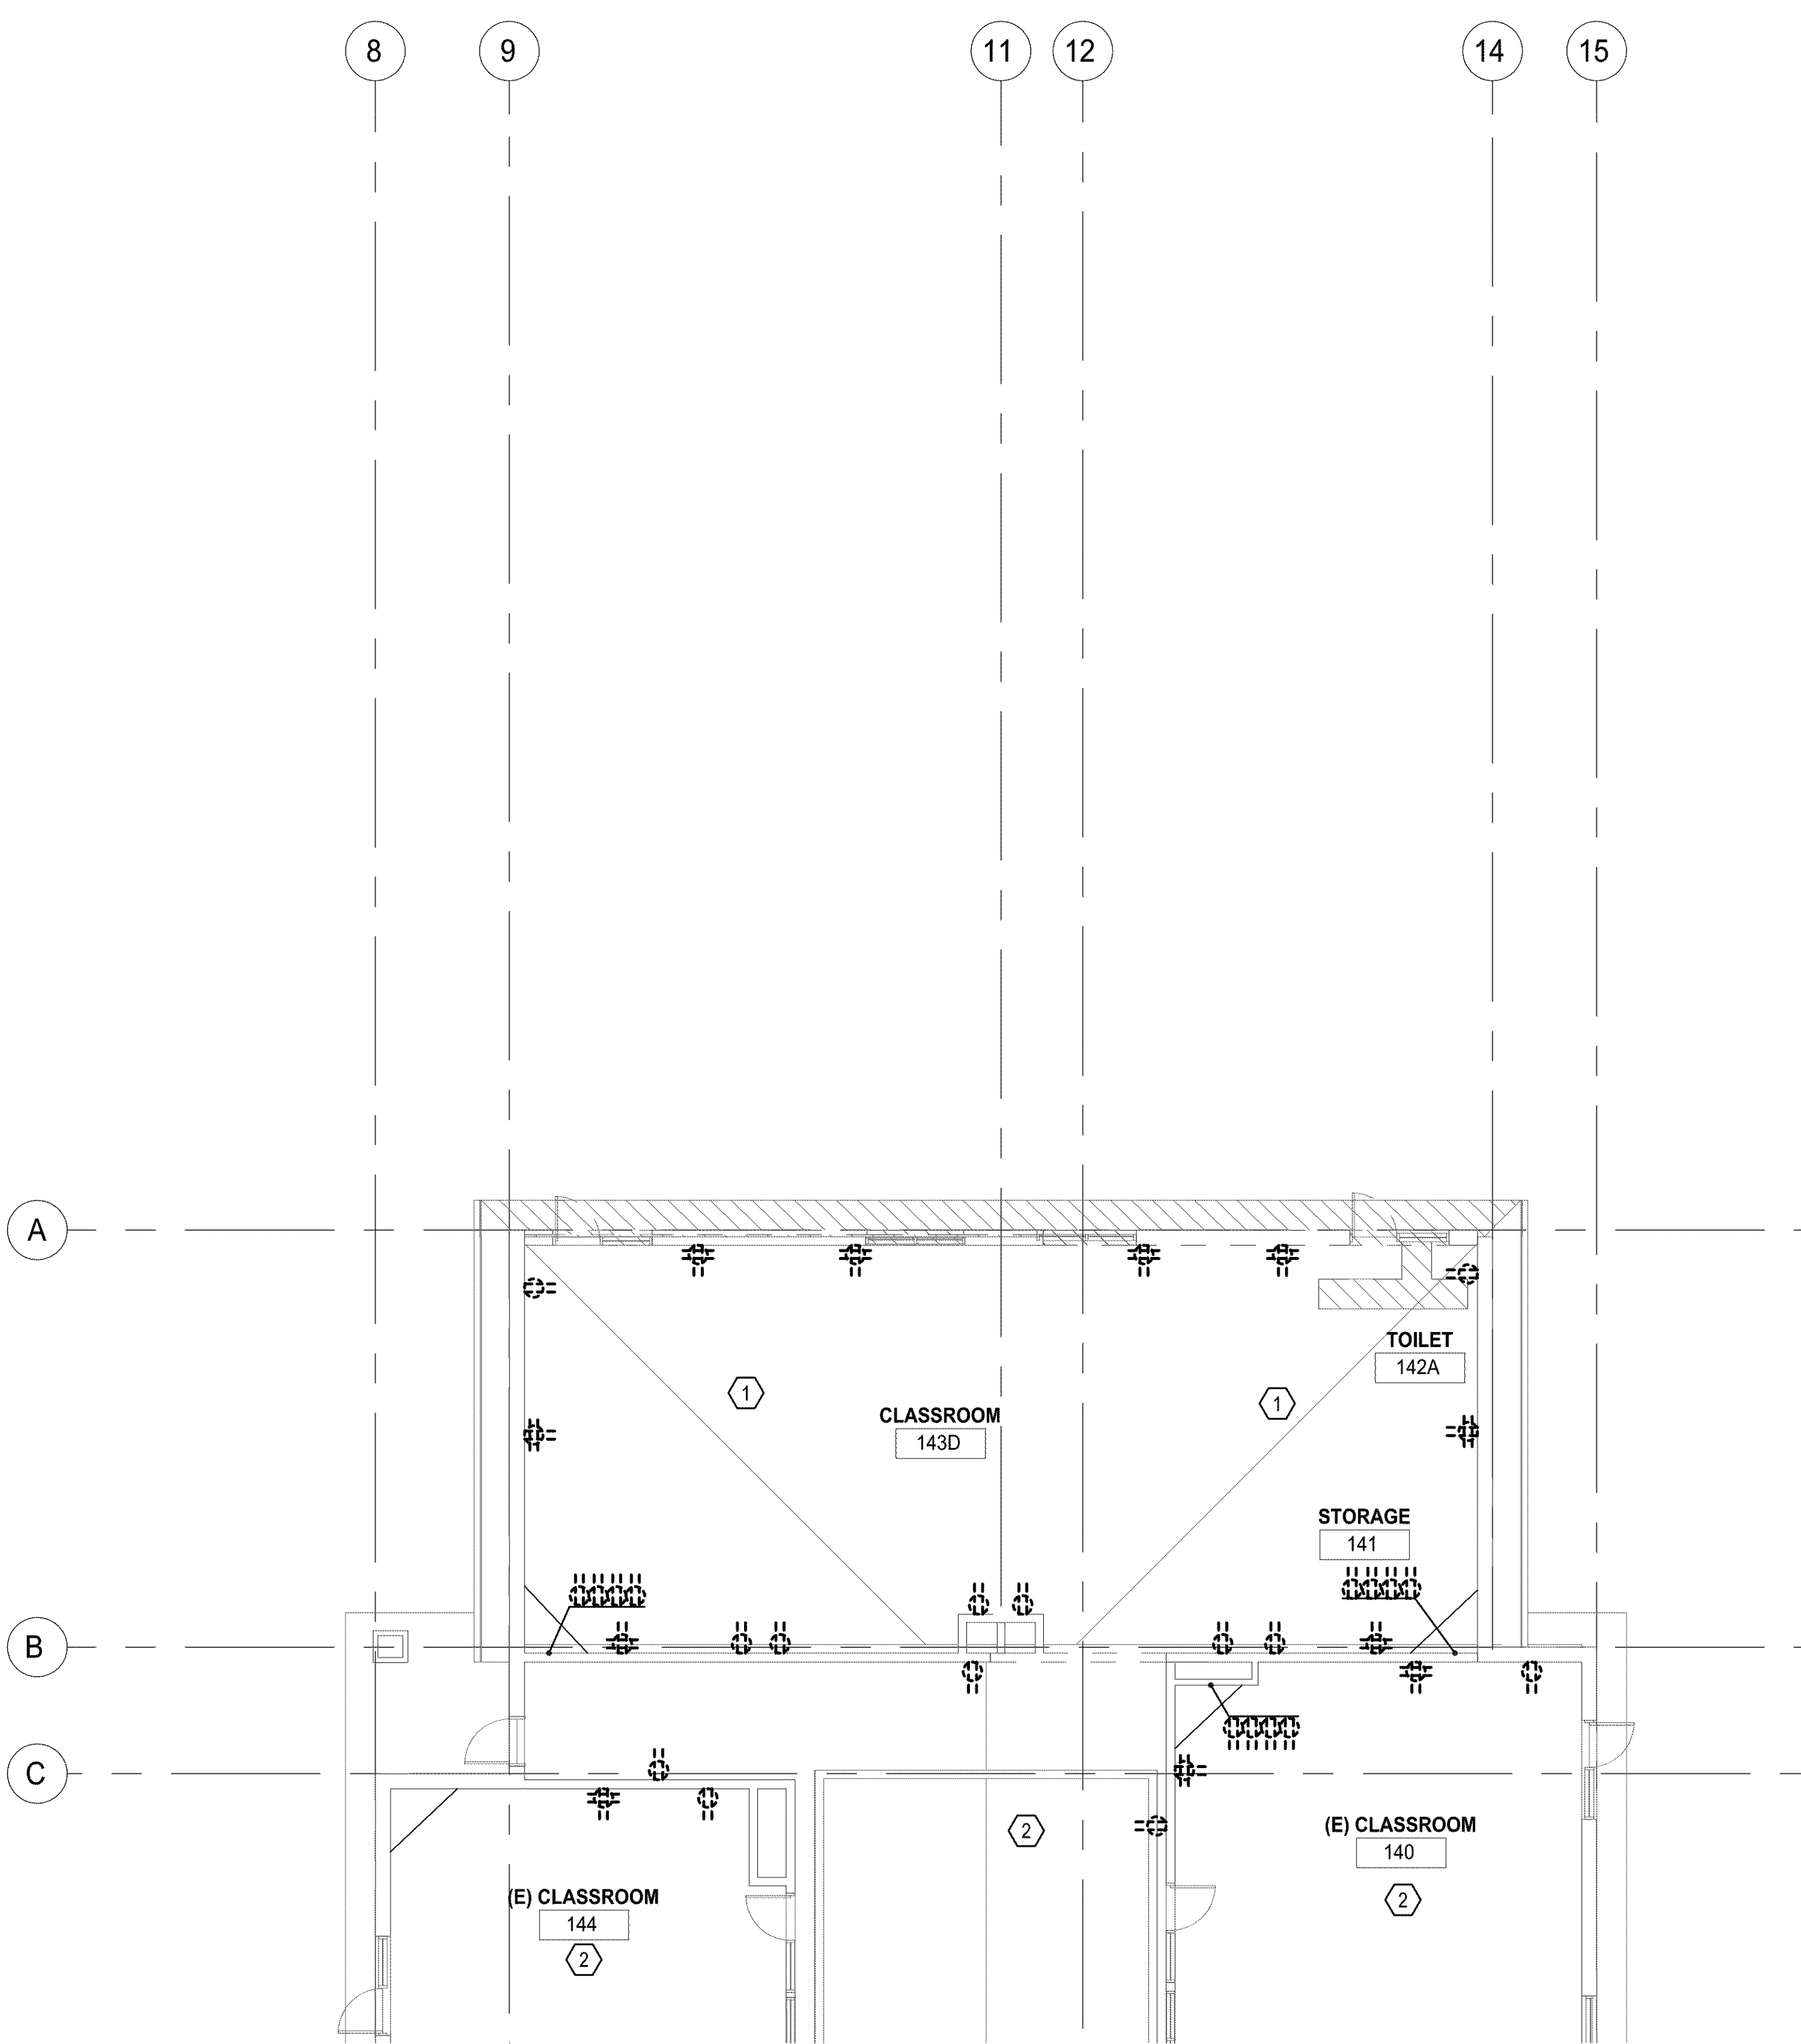 8
9
11
12
14
15
A
TOILET
142A
1
1
CLASSROOM
143D
STORAGE
141
B
C
2
(E) CLASSROOM
140
2
(E) CLASSROOM
144
2